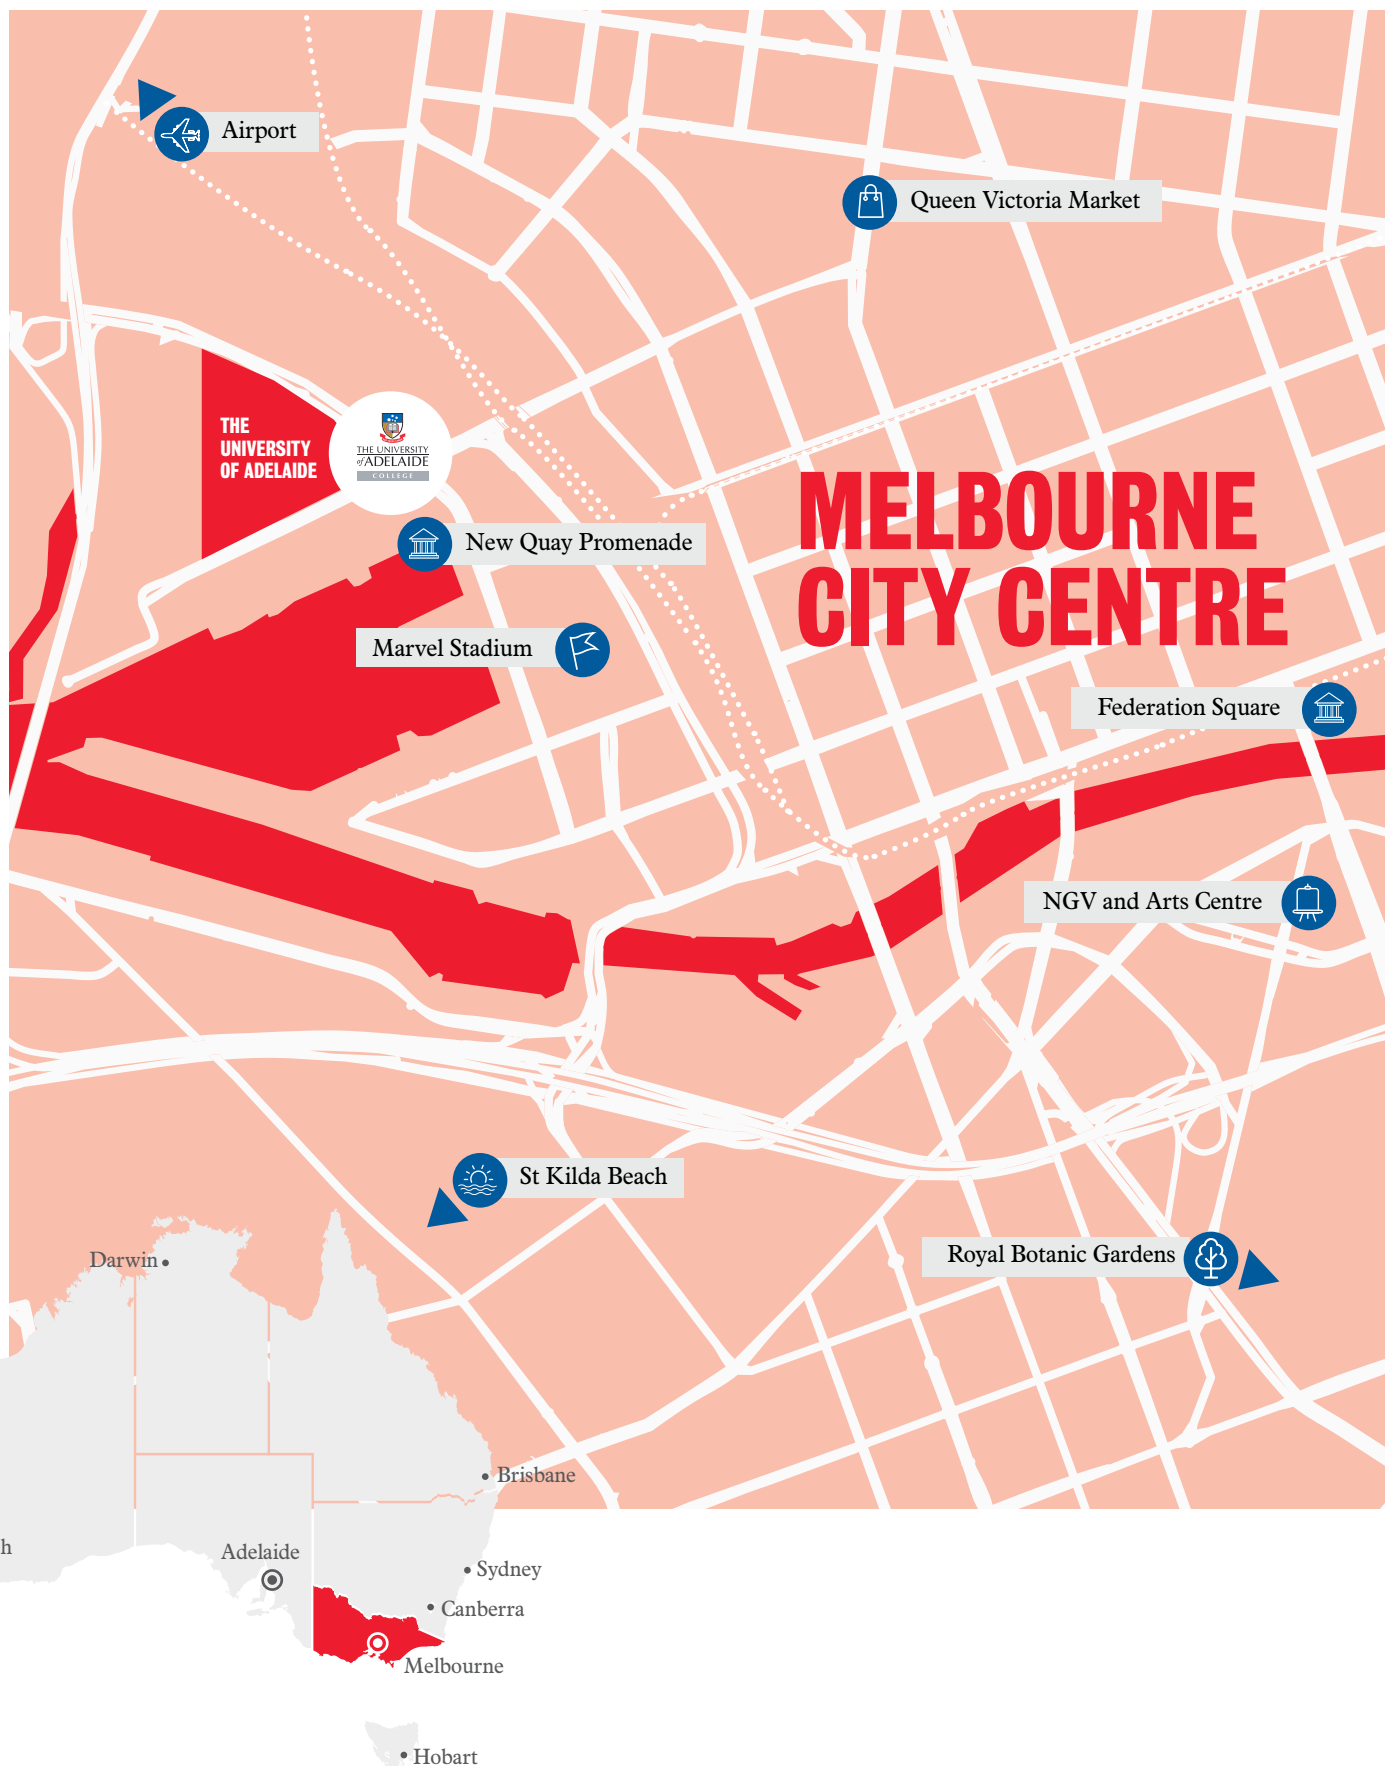 Airport
Queen Victoria Market
THE
UNIVERSITY
OF ADELAIDE
THE UNIVERSITY
of ADELAIDE
COLLEGE
MELBOURNE
CITY CENTRE
New Quay Promenade
Marvel Stadium
Federation Square
NGV and Arts Centre
St Kilda Beach
Royal Botanic Gardens
Darwin
Brisbane
h
Adelaide
Sydney
Canberra
Melbourne
Hobart